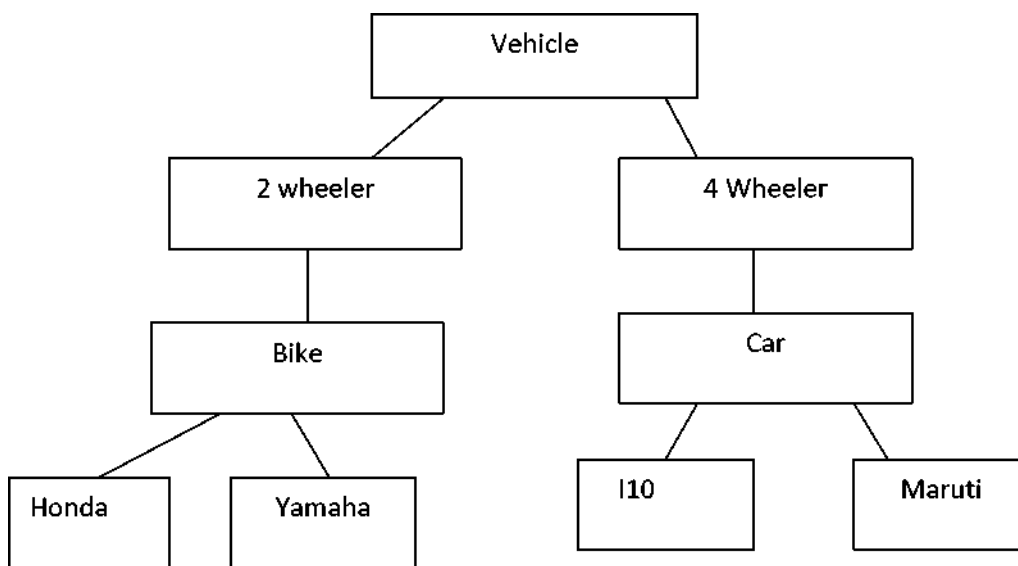 Vehicle
2 wheeler
4 Wheeler
Bike
Car
Honda
Yamaha
I10
Maruti